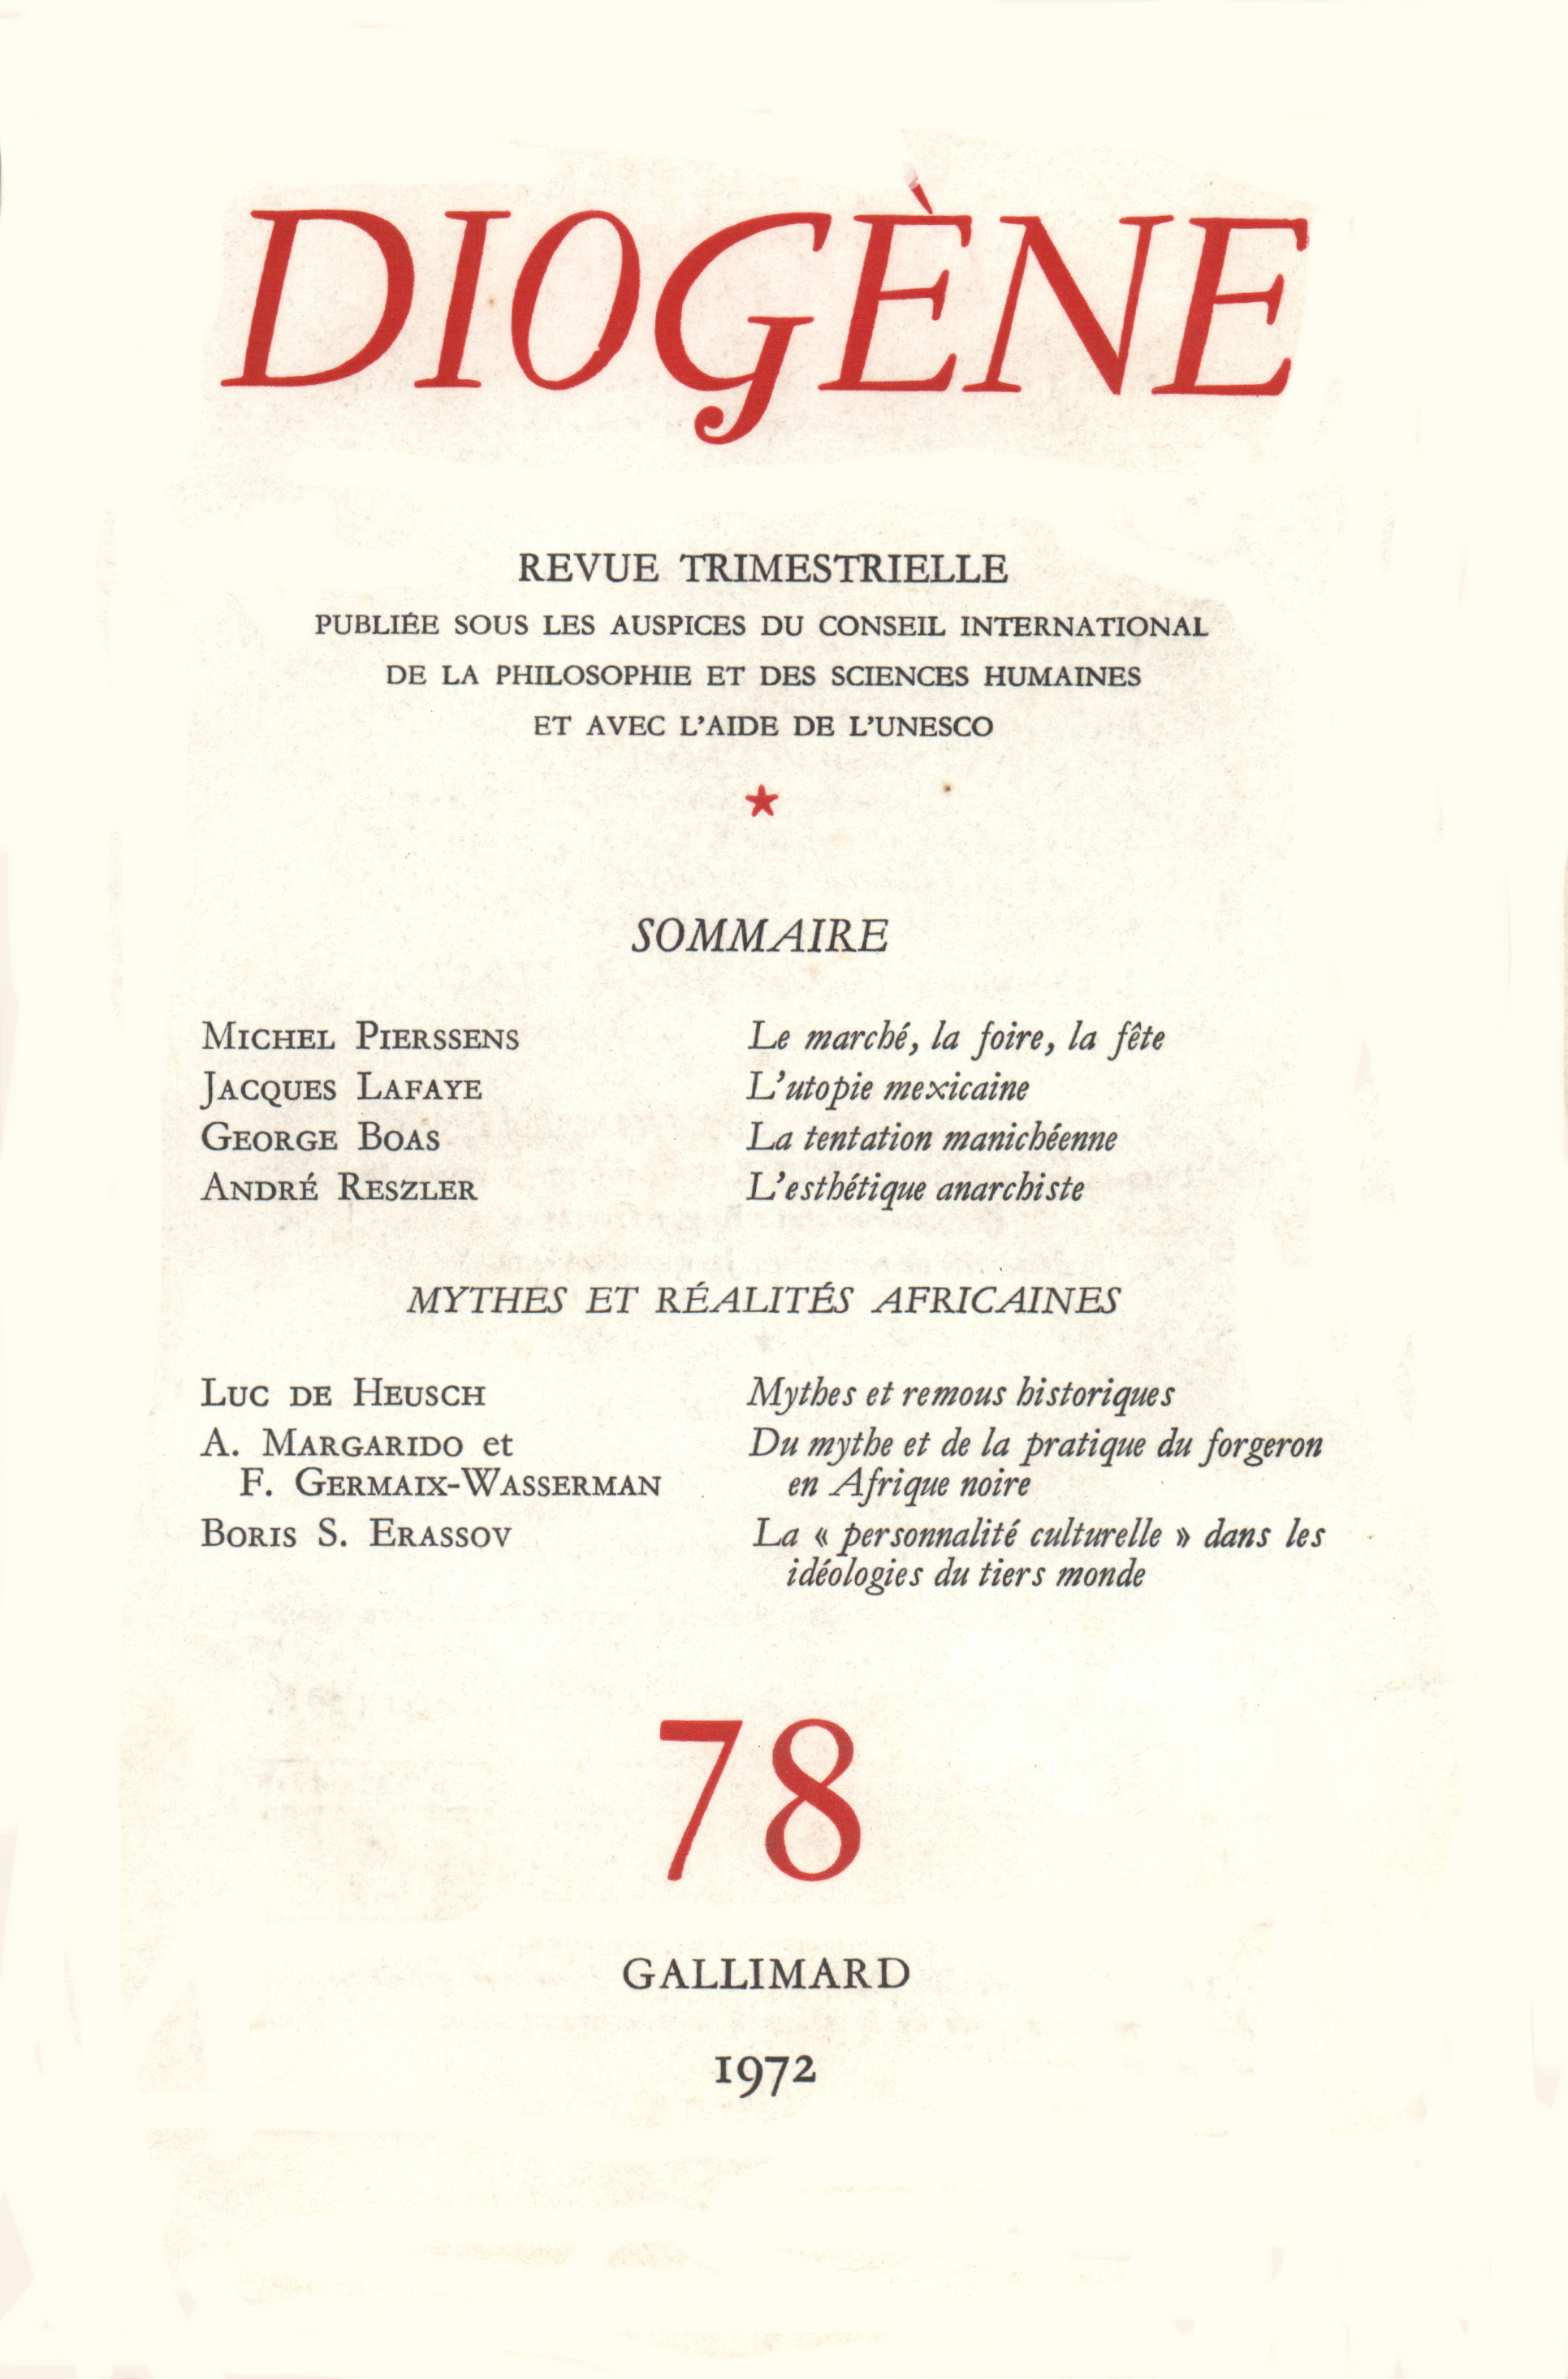 DIOGÈNE
REVUE TRIMESTRIELLE
PUBLIÉE SOUS LES AUSPICES DU CONSEIL INTERNATIONAL
DE LA PHILOSOPHIE ET DES SCIENCES HUMAINES
ET AVEC L'AIDE DE L'UNESCO
SOMMAIRE
MICHEL PIERSSENS Le marché, la foire, la fête
JACQUES LAFAYE L'utopie mexicaine
GEORGE BOAS La tentation manichéenne
ANDRÉ RESZLER L'esthétique anarchiste
MYTHES ET RÉALITÉS AFRICAINES
LUC DE HEUSCH Mythes et remous historiques
A. MARGARIDO et Du mythe et de la pratique du forgeron
F. GERMAIX-WASSERMAN en Afrique noire
BORIS S. ERASSOV La « personnalité culturelle » dans les
idéologies du tiers monde
78
GALLIMARD
1972